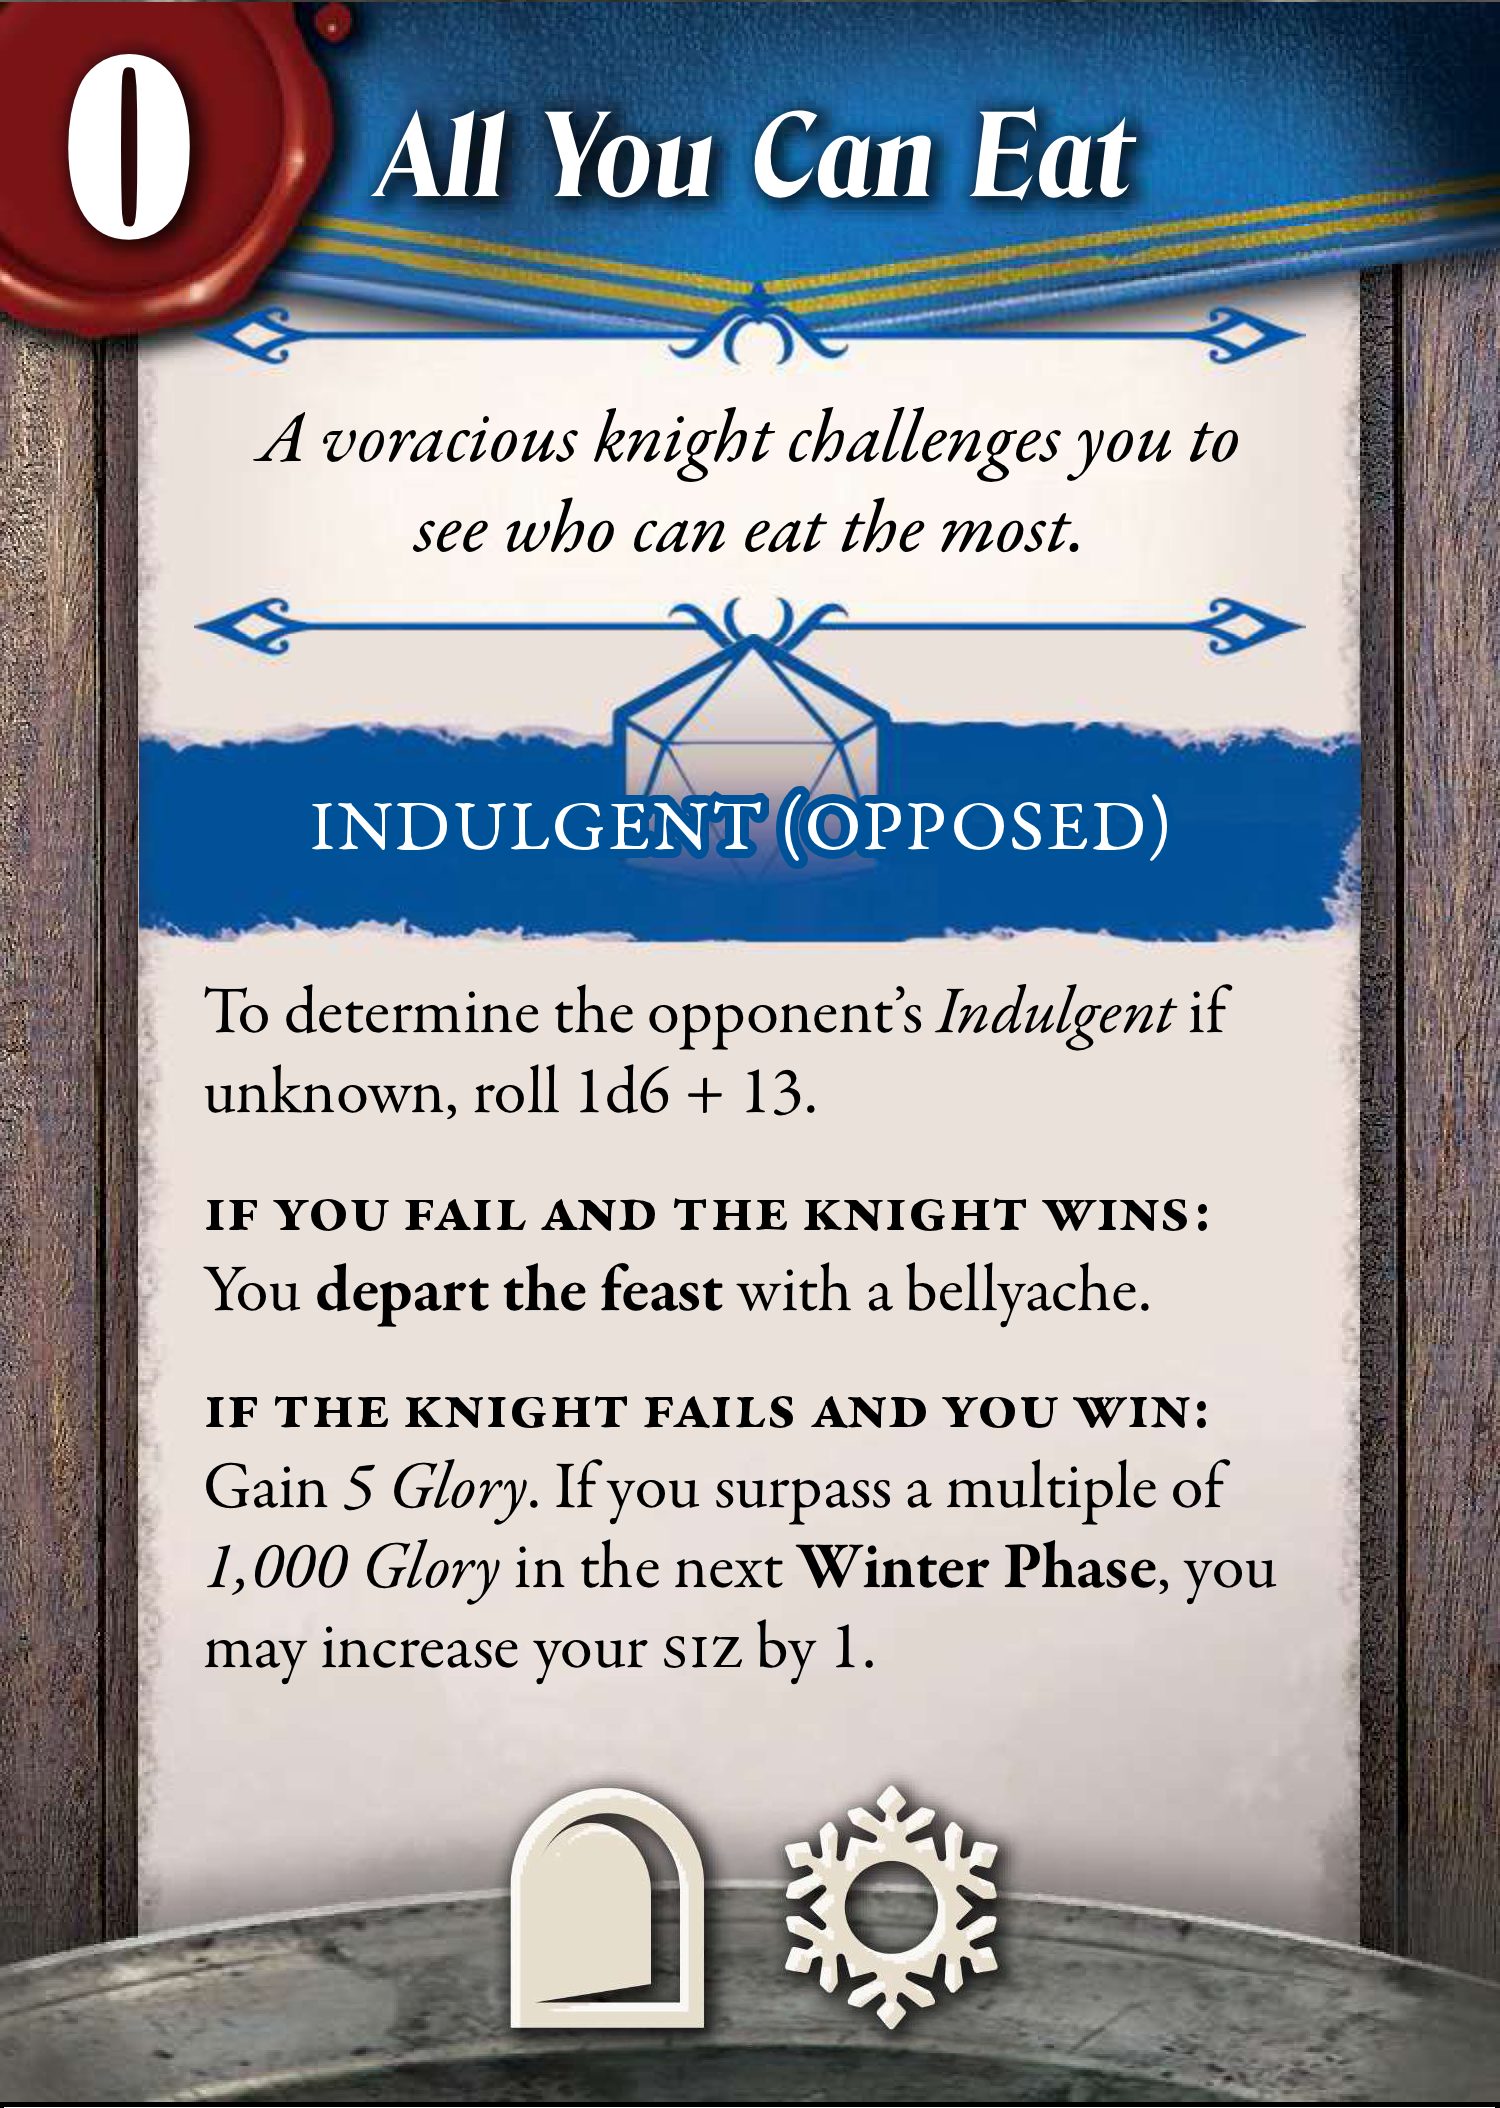 0
All You Can Eat
A voracious knight challenges you to
see who can eat the most.
INDULGENT (OPPOSED)
To determine the opponent’s Indulgent if
unknown, roll 1d6 + 13.
IF YOU FAIL AND THE KNIGHT WINS:
You depart the feast with a bellyache.
IF THE KNIGHT FAILS AND YOU WIN:
Gain 5 Glory. If you surpass a multiple of
1,000 Glory in the next Winter Phase, you
may increase your SIZ by 1.